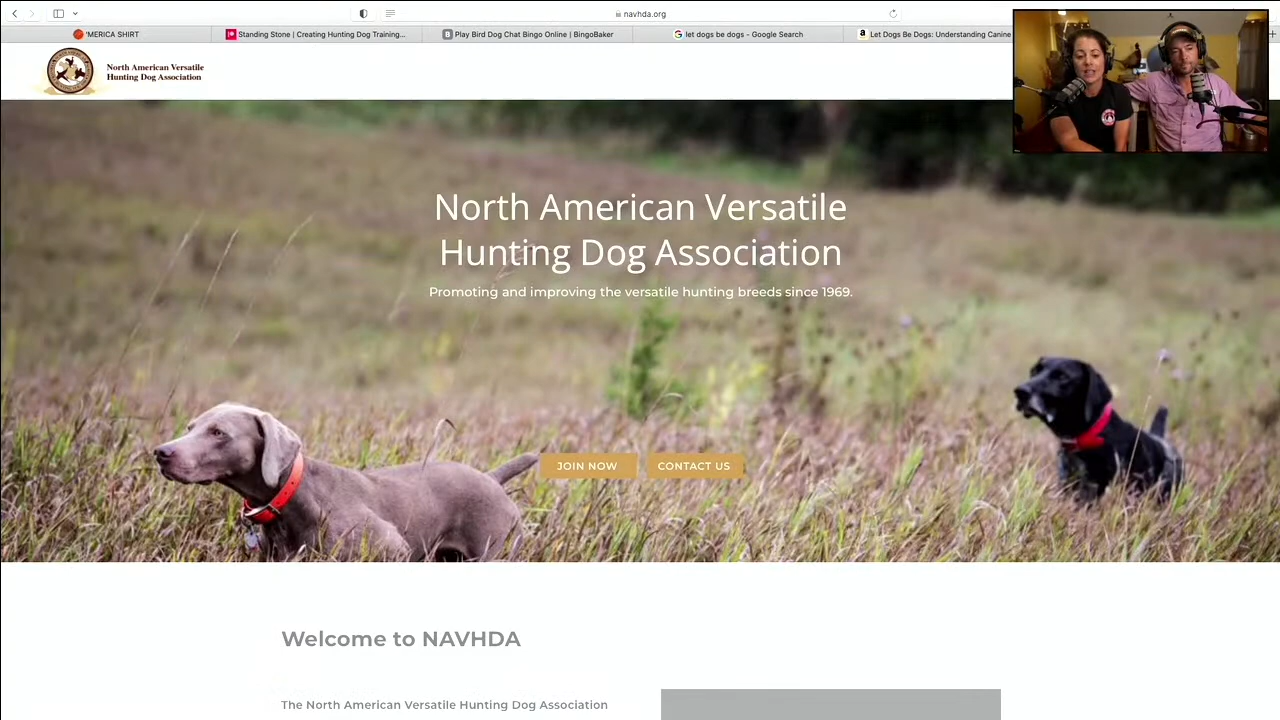 navhda.org
'MERICA SHIRT
Standing Stone | Creating Hunting Dog Training...
Play Bird Dog Chat Bingo Online | BingoBaker
let dogs be dogs - Google Search
Let Dogs Be Dogs: Understanding Canine
North American Versatile
Hunting Dog Association
North American Versatile
Hunting Dog Association
Promoting and improving the versatile hunting breeds since 1969.
JOIN NOW
CONTACT US
Welcome to NAVHDA
The North American Versatile Hunting Dog Association